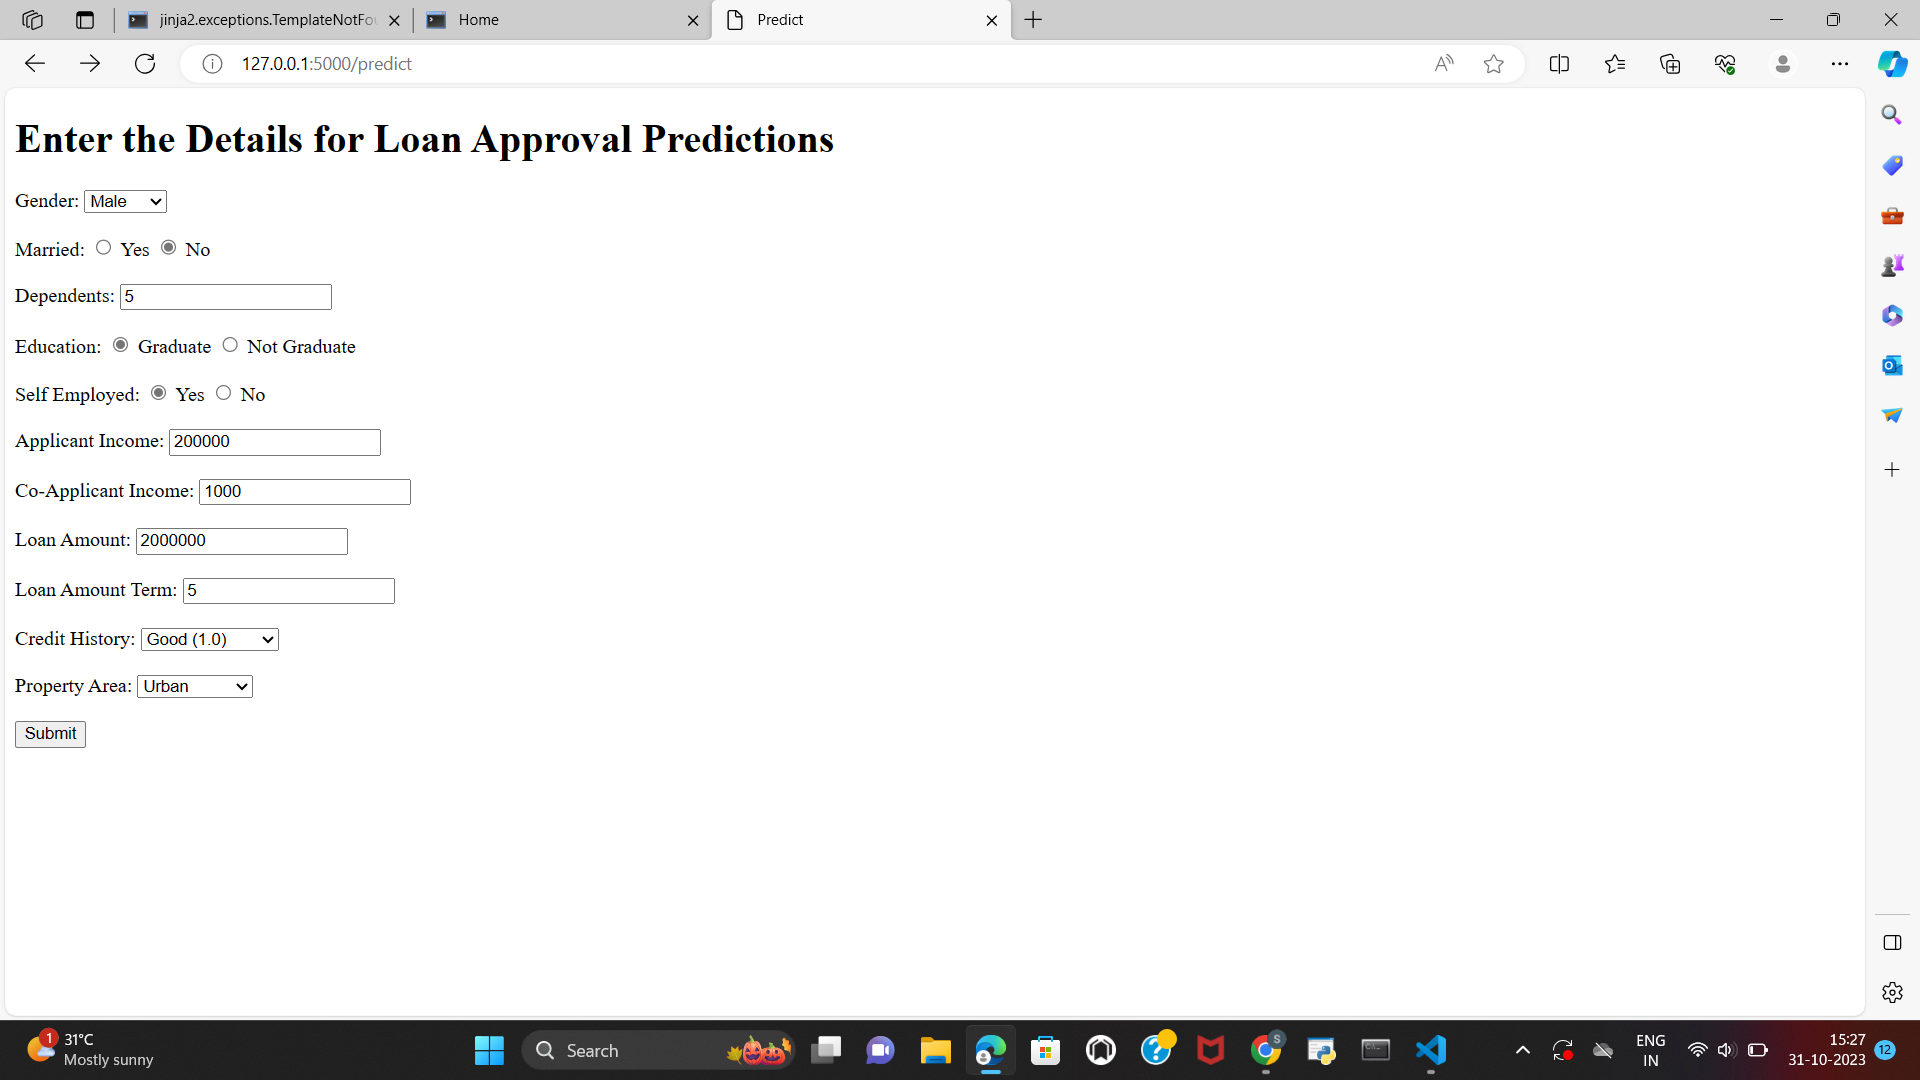 jinja2.exceptions.TemplateNotFou
Home
Predict
127.0.0.1:5000/predict
Enter the Details for Loan Approval Predictions
Gender: Male
Married: Yes No
Dependents: 5
Education: Graduate Not Graduate
Self Employed: Yes No
Applicant Income: 200000
Co-Applicant Income: 1000
Loan Amount: 2000000
Loan Amount Term: 5
Credit History: Good (1.0)
Property Area: Urban
Submit
1
31°C
Mostly sunny
Search
S
ENG
IN
15:27
31-10-2023
12